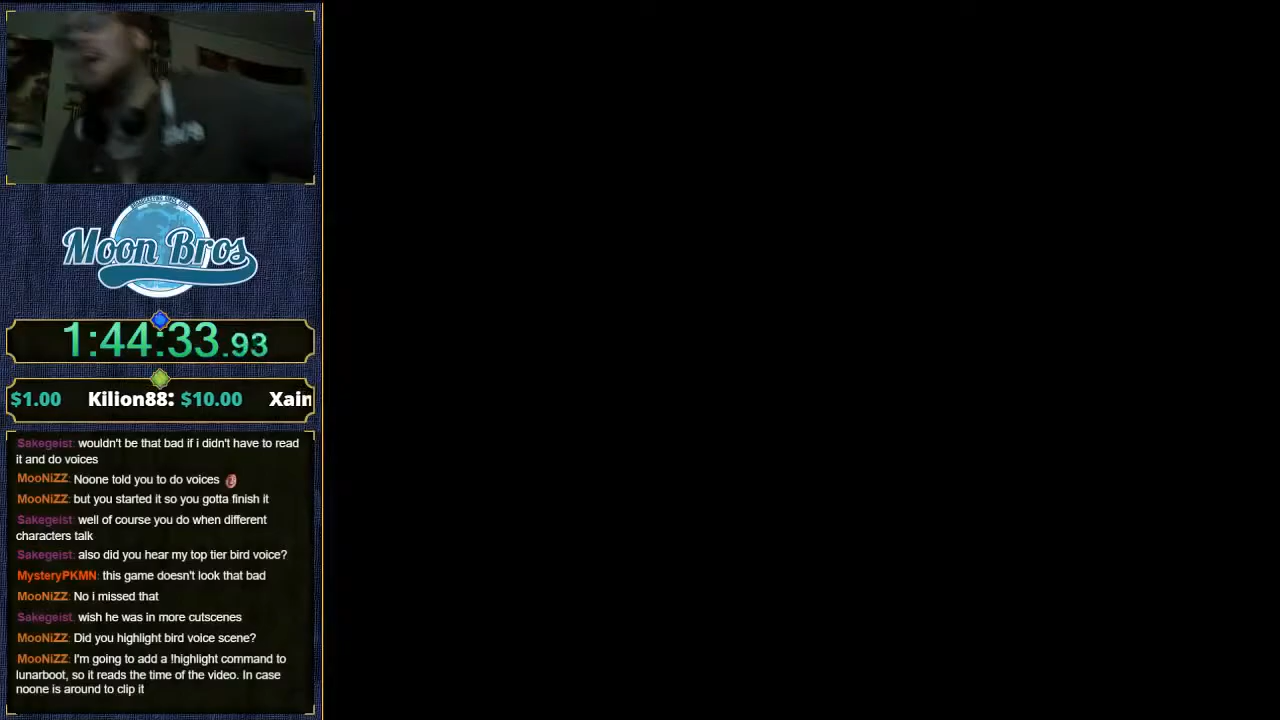 Moon Bros
1:44:33.93
$1.00 Kilion88: $10.00 Xain
Sakegeist: wouldn't be that bad if i didn't have to read
it and do voices
MooNiZZ: Noone told you to do voices
MooNiZZ: but you started it so you gotta finish it
Sakegeist: well of course you do when different
characters talk
Sakegeist: also did you hear my top tier bird voice?
MysteryPKMN: this game doesn't look that bad
MooNiZZ: No i missed that
Sakegeist: wish he was in more cutscenes
MooNiZZ: Did you highlight bird voice scene?
MooNiZZ: I'm going to add a !highlight command to
lunarboot, so it reads the time of the video. In case
noone is around to clip it